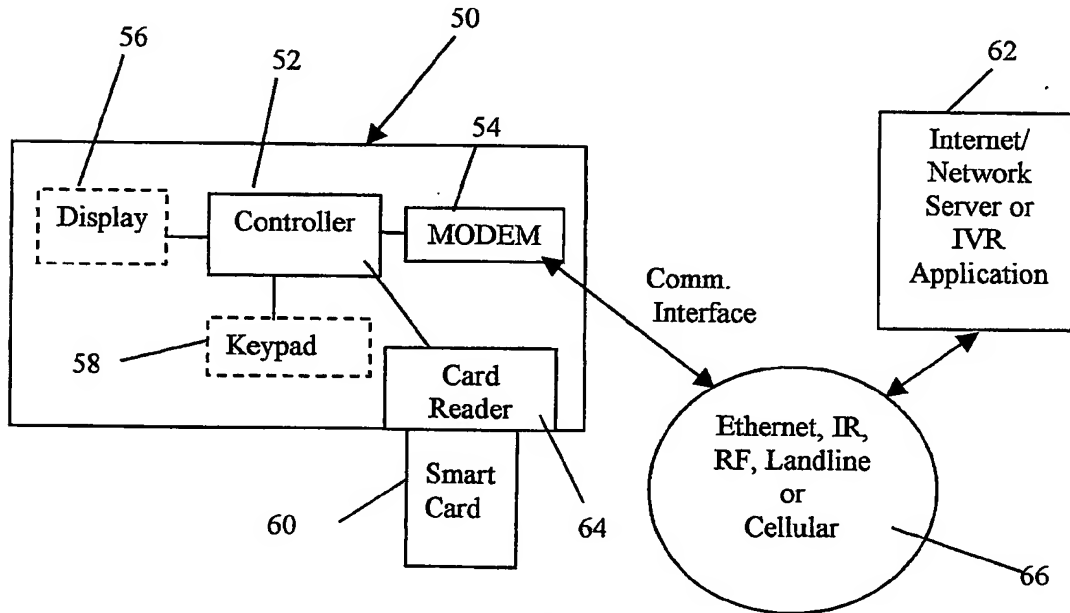 50
56
52
62
54
Internet/
Network
Server or
IVR
Application
Display
Controller
MODEM
Comm.
Interface
58
Keypad
Card
Reader
Ethernet, IR,
RF, Landline
or
Cellular
Smart
Card
60
64
66